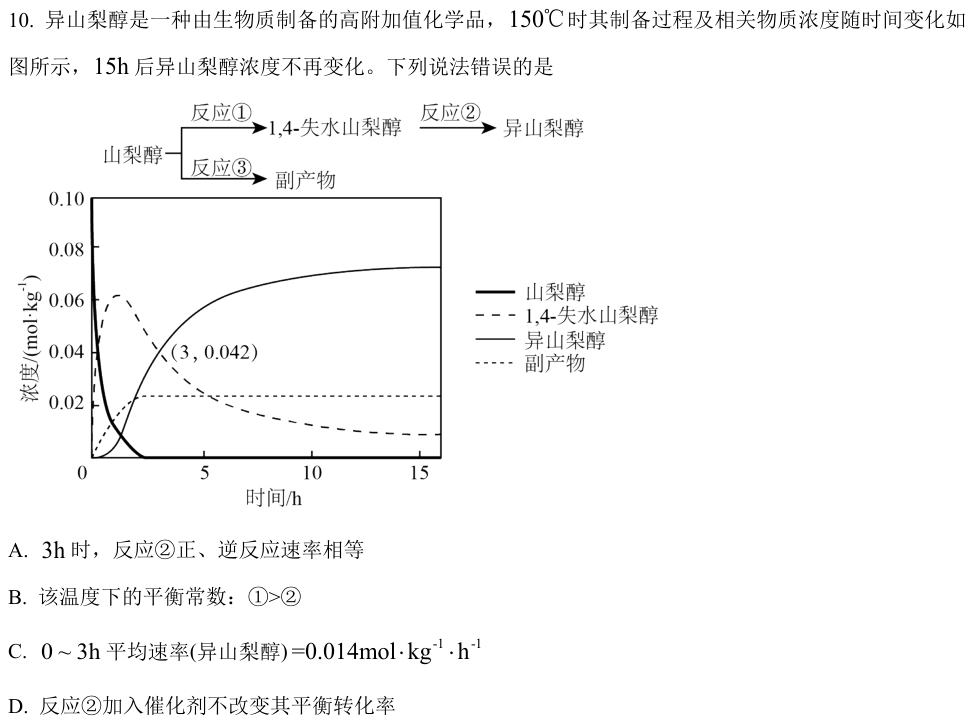 10. 异山梨醇是一种由生物质制备的高附加值化学品，150℃时其制备过程及相关物质浓度随时间变化如
图所示，15h 后异山梨醇浓度不再变化。下列说法错误的是
反应① 反应②
1,4-失水山梨醇 异山梨醇
山梨醇
反应③
副产物
0.10
0.08
0.06
0.04
0.02
浓度/(mol·kg⁻¹)
(3, 0.042)
0 5 10 15
时间/h
山梨醇
1,4-失水山梨醇
异山梨醇
副产物
A. 3h 时，反应②正、逆反应速率相等
B. 该温度下的平衡常数：①>②
C. 0 ~ 3h 平均速率(异山梨醇)=0.014mol·kg⁻¹·h⁻¹
D. 反应②加入催化剂不改变其平衡转化率